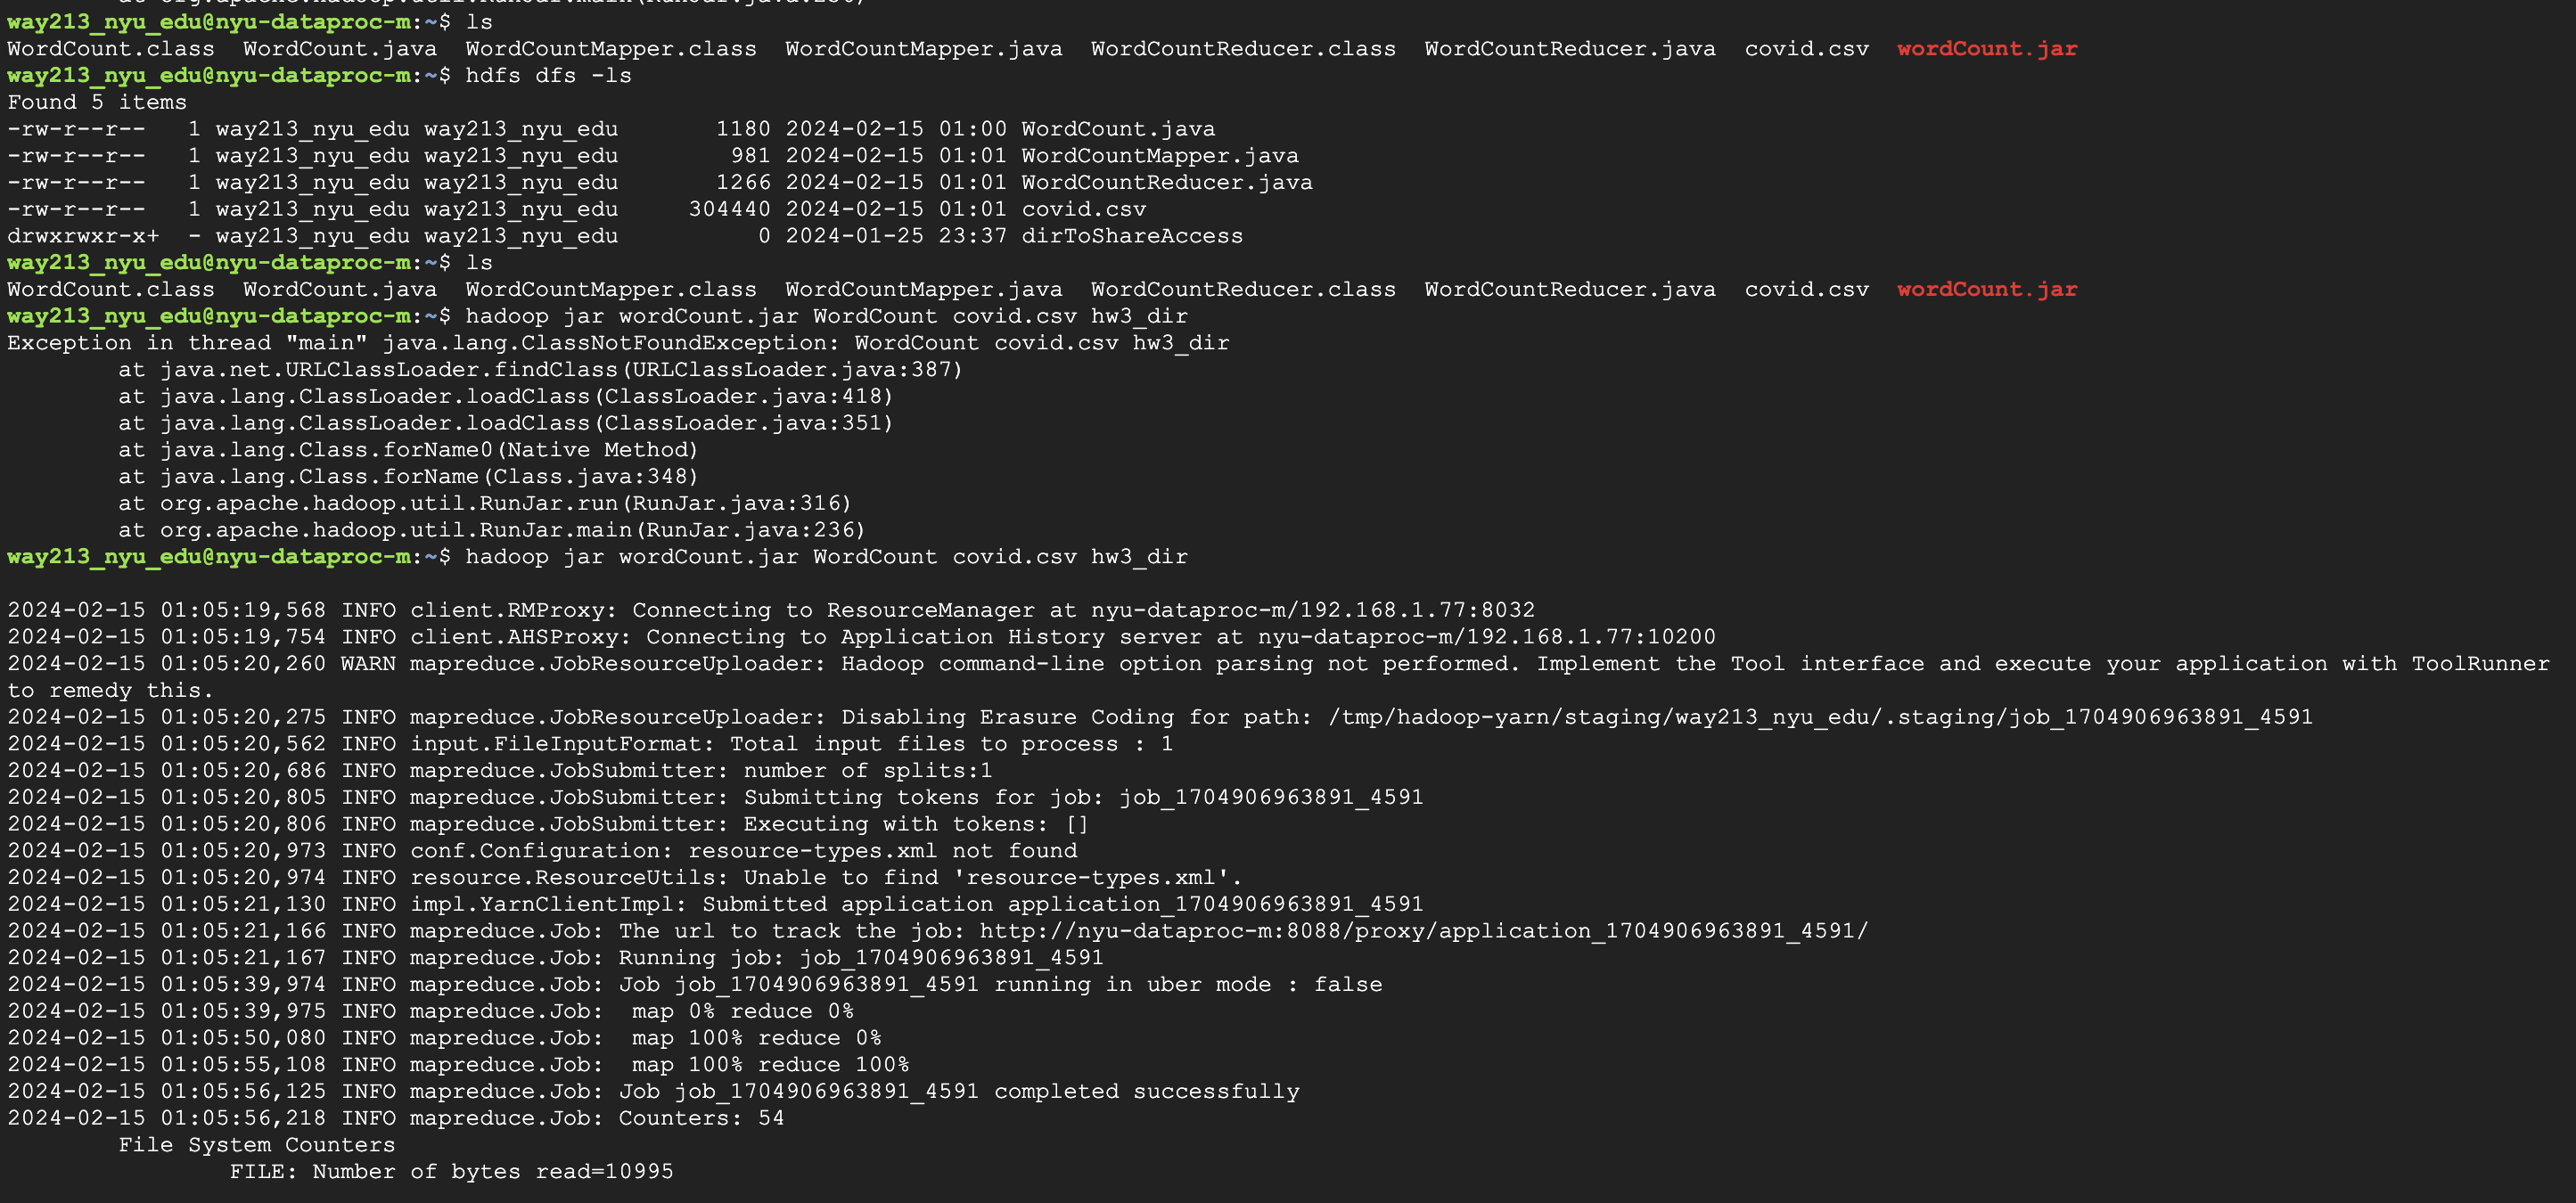 at org.apache.hadoop.util.RunJar.main(RunJar.java:236)
way213_nyu_edu@nyu-dataproc-m:~$ ls
WordCount.class  WordCount.java  WordCountMapper.class  WordCountMapper.java  WordCountReducer.class  WordCountReducer.java  covid.csv  wordCount.jar
way213_nyu_edu@nyu-dataproc-m:~$ hdfs dfs -ls
Found 5 items
-rw-r--r--   1 way213_nyu_edu way213_nyu_edu       1180 2024-02-15 01:00 WordCount.java
-rw-r--r--   1 way213_nyu_edu way213_nyu_edu        981 2024-02-15 01:01 WordCountMapper.java
-rw-r--r--   1 way213_nyu_edu way213_nyu_edu       1266 2024-02-15 01:01 WordCountReducer.java
-rw-r--r--   1 way213_nyu_edu way213_nyu_edu     304440 2024-02-15 01:01 covid.csv
drwxrwxr-x+  - way213_nyu_edu way213_nyu_edu          0 2024-01-25 23:37 dirToShareAccess
way213_nyu_edu@nyu-dataproc-m:~$ ls
WordCount.class  WordCount.java  WordCountMapper.class  WordCountMapper.java  WordCountReducer.class  WordCountReducer.java  covid.csv  wordCount.jar
way213_nyu_edu@nyu-dataproc-m:~$ hadoop jar wordCount.jar WordCount covid.csv hw3_dir
Exception in thread "main" java.lang.ClassNotFoundException: WordCount covid.csv hw3_dir
        at java.net.URLClassLoader.findClass(URLClassLoader.java:387)
        at java.lang.ClassLoader.loadClass(ClassLoader.java:418)
        at java.lang.ClassLoader.loadClass(ClassLoader.java:351)
        at java.lang.Class.forName0(Native Method)
        at java.lang.Class.forName(Class.java:348)
        at org.apache.hadoop.util.RunJar.run(RunJar.java:316)
        at org.apache.hadoop.util.RunJar.main(RunJar.java:236)
way213_nyu_edu@nyu-dataproc-m:~$ hadoop jar wordCount.jar WordCount covid.csv hw3_dir
2024-02-15 01:05:19,568 INFO client.RMProxy: Connecting to ResourceManager at nyu-dataproc-m/192.168.1.77:8032
2024-02-15 01:05:19,754 INFO client.AHSProxy: Connecting to Application History server at nyu-dataproc-m/192.168.1.77:10200
2024-02-15 01:05:20,260 WARN mapreduce.JobResourceUploader: Hadoop command-line option parsing not performed. Implement the Tool interface and execute your application with ToolRunner
to remedy this.
2024-02-15 01:05:20,275 INFO mapreduce.JobResourceUploader: Disabling Erasure Coding for path: /tmp/hadoop-yarn/staging/way213_nyu_edu/.staging/job_1704906963891_4591
2024-02-15 01:05:20,562 INFO input.FileInputFormat: Total input files to process : 1
2024-02-15 01:05:20,686 INFO mapreduce.JobSubmitter: number of splits:1
2024-02-15 01:05:20,805 INFO mapreduce.JobSubmitter: Submitting tokens for job: job_1704906963891_4591
2024-02-15 01:05:20,806 INFO mapreduce.JobSubmitter: Executing with tokens: []
2024-02-15 01:05:20,973 INFO conf.Configuration: resource-types.xml not found
2024-02-15 01:05:20,974 INFO resource.ResourceUtils: Unable to find 'resource-types.xml'.
2024-02-15 01:05:21,130 INFO impl.YarnClientImpl: Submitted application application_1704906963891_4591
2024-02-15 01:05:21,166 INFO mapreduce.Job: The url to track the job: http://nyu-dataproc-m:8088/proxy/application_1704906963891_4591/
2024-02-15 01:05:21,167 INFO mapreduce.Job: Running job: job_1704906963891_4591
2024-02-15 01:05:39,974 INFO mapreduce.Job: Job job_1704906963891_4591 running in uber mode : false
2024-02-15 01:05:39,975 INFO mapreduce.Job:  map 0% reduce 0%
2024-02-15 01:05:50,080 INFO mapreduce.Job:  map 100% reduce 0%
2024-02-15 01:05:55,108 INFO mapreduce.Job:  map 100% reduce 100%
2024-02-15 01:05:56,125 INFO mapreduce.Job: Job job_1704906963891_4591 completed successfully
2024-02-15 01:05:56,218 INFO mapreduce.Job: Counters: 54
        File System Counters
                FILE: Number of bytes read=10995